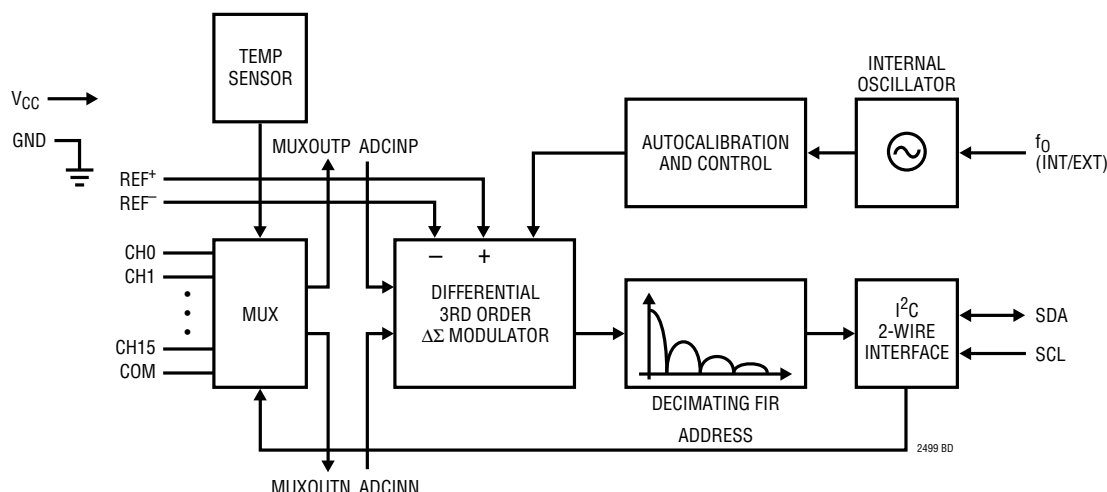 TEMP
SENSOR
INTERNAL
OSCILLATOR
VCC
GND
MUXOUTP ADCINP
AUTOCALIBRATION
AND CONTROL
fO
(INT/EXT)
REF+
REF−
CH0
CH1
•
•
•
CH15
COM
MUX
− +
DIFFERENTIAL
3RD ORDER
ΔΣ MODULATOR
DECIMATING FIR
I2C
2-WIRE
INTERFACE
SDA
SCL
ADDRESS
2499 BD
MUXOUTN ADCINN